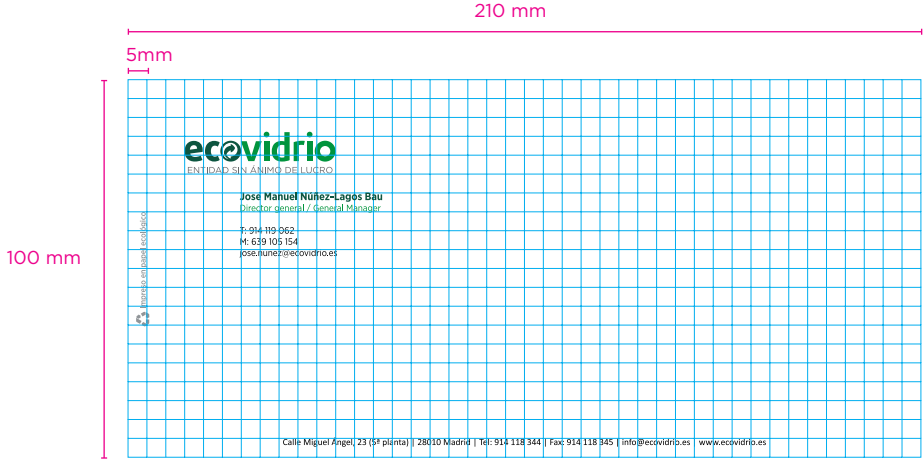 210 mm
5mm
100 mm
ecovidrio
ENTIDAD SIN ÁNIMO DE LUCRO
Jose Manuel Núñez-Lagos Bau
Director general / General Manager
T: 914 119 062
M: 639 105 154
jose.nunez@ecovidrio.es
Impreso en papel ecológico
Calle Miguel Angel, 23 (5ª planta) | 28010 Madrid | Tel: 914 118 344 | Fax: 914 118 345 | info@ecovidrio.es www.ecovidrio.es